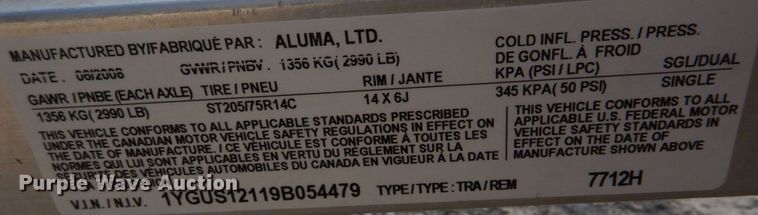 MANUFACTURED BY/FABRIQUÉ PAR : ALUMA, LTD.
DATE . 08/2008 GVWR/PNBV . 1356 KG( 2990 LB)
GAWR / PNBE (EACH AXLE) TIRE / PNEU RIM / JANTE
1356 KG( 2990 LB) ST205/75R14C 14 X 6J
COLD INFL. PRESS. / PRESS.
DE GONFL. À FROID
KPA (PSI / LPC) SGL/DUAL
345 KPA( 50 PSI) SINGLE
THIS VEHICLE CONFORMS TO ALL APPLICABLE STANDARDS PRESCRIBED
UNDER THE CANADIAN MOTOR VEHICLE SAFETY REGULATIONS IN EFFECT ON
THE DATE OF MANUFACTURE. / CE VÉHICULE EST CONFORME À TOUTES LES
NORMES QUI LUI SONT APPLICABLES EN VERTU DU RÈGLEMENT SUR LA
SÉCURITÉ DES VÉHICULES AUTOMOBILES DU CANADA EN VIGUEUR À LA DATE
THIS VEHICLE CONFORMS TO ALL
APPLICABLE U.S. FEDERAL MOTOR
VEHICLE SAFETY STANDARDS IN
EFFECT ON THE DATE OF
MANUFACTURE SHOWN ABOVE
V.I.N. / N.I.V. 1YGUS12119B054479 TYPE / TYPE : TRA / REM 7712H
Purple Wave Auction